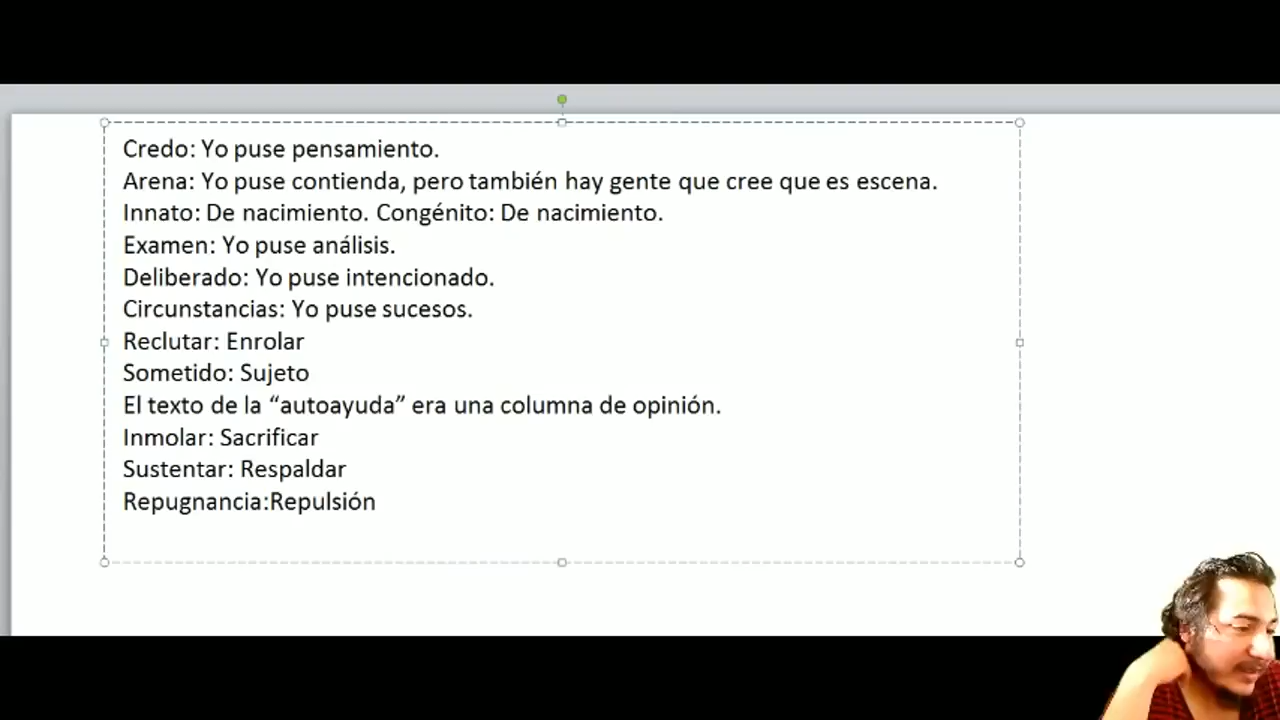 Credo: Yo puse pensamiento.
Arena: Yo puse contienda, pero también hay gente que cree que es escena.
Innato: De nacimiento. Congénito: De nacimiento.
Examen: Yo puse análisis.
Deliberado: Yo puse intencionado.
Circunstancias: Yo puse sucesos.
Reclutar: Enrolar
Sometido: Sujeto
El texto de la “autoayuda” era una columna de opinión.
Inmolar: Sacrificar
Sustentar: Respaldar
Repugnancia:Repulsión